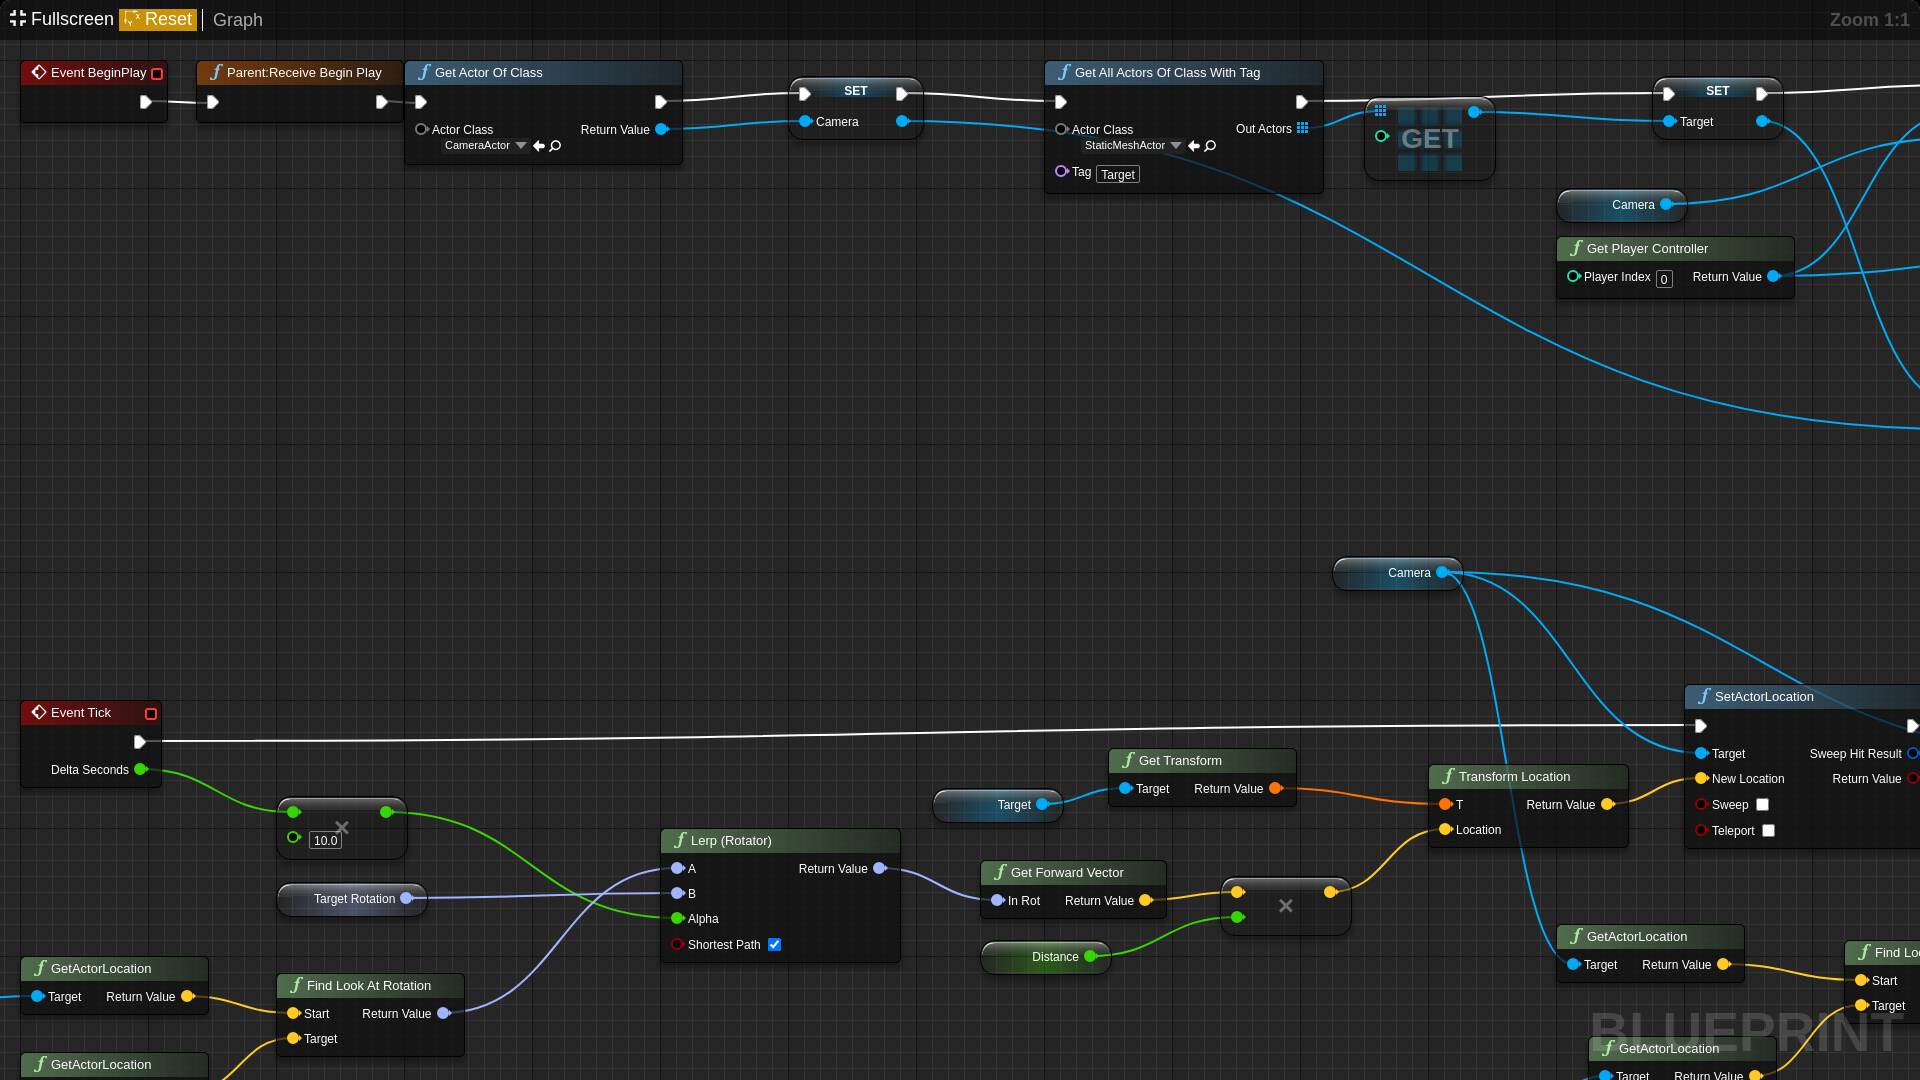 Fullscreen Reset Graph
Zoom 1:1
Event BeginPlay
Parent:Receive Begin Play
Get Actor Of Class
Actor Class
CameraActor
Return Value
SET
Camera
Get All Actors Of Class With Tag
Actor Class
StaticMeshActor
Out Actors
Tag Target
GET
SET
Target
Camera
Get Player Controller
Player Index 0 Return Value
Camera
Event Tick
Delta Seconds
10.0
Target Rotation
GetActorLocation
Target Return Value
Find Look At Rotation
Start Return Value
Target
GetActorLocation
Lerp (Rotator)
A Return Value
B
Alpha
Shortest Path
Target
Get Transform
Target Return Value
Get Forward Vector
In Rot Return Value
Distance
Transform Location
T Return Value
Location
SetActorLocation
Target Sweep Hit Result
New Location Return Value
Sweep
Teleport
GetActorLocation
Target Return Value
Find Lo
Start
Target
GetActorLocation
Target Return Value
BLUEPRINT